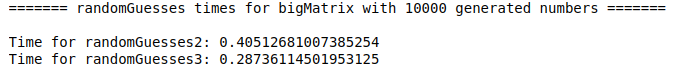 ======= randomGuesses times for bigMatrix with 10000 generated numbers =======
Time for randomGuesses2: 0.40512681007385254
Time for randomGuesses3: 0.28736114501953125